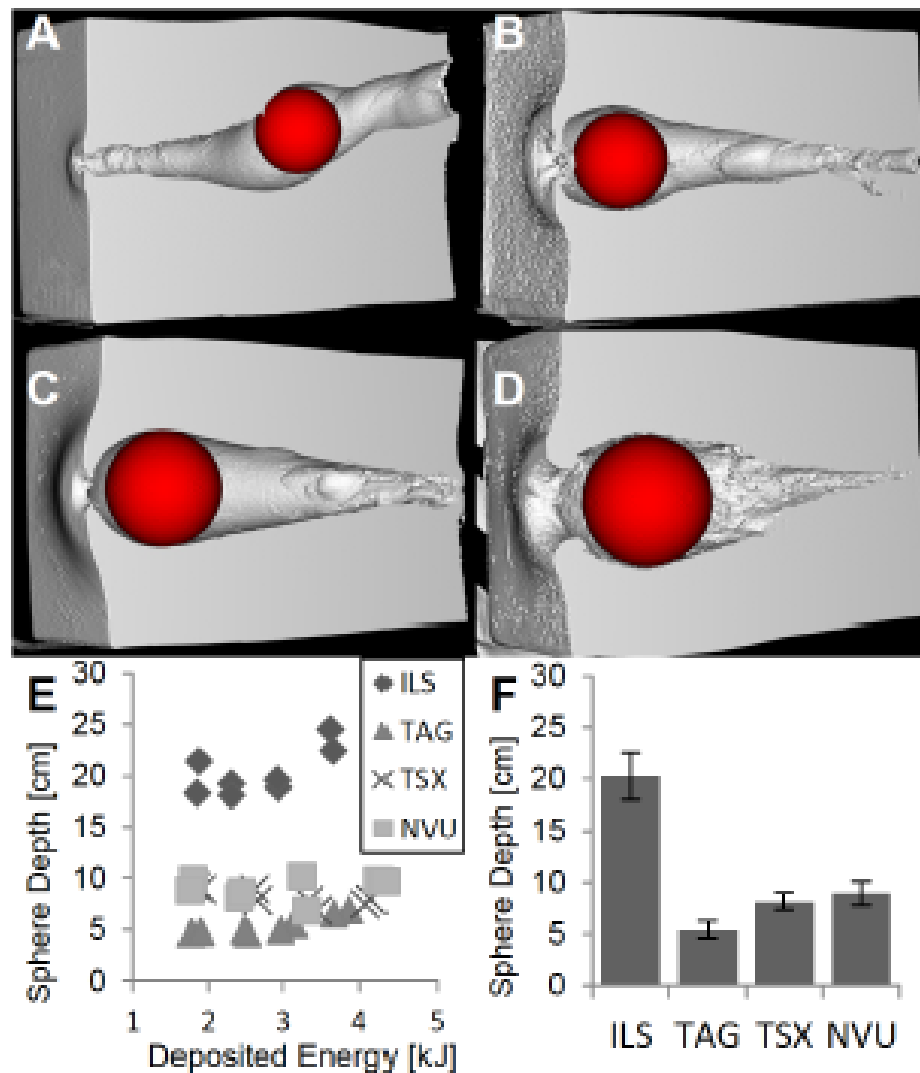 A
B
C
D
E
Sphere Depth [cm]
30
25
20
15
10
5
0
1 2 3 4 5
Deposited Energy [kJ]
ILS
TAG
TSX
NVU
F
Sphere Depth [cm]
30
25
20
15
10
5
0
ILS TAG TSX NVU